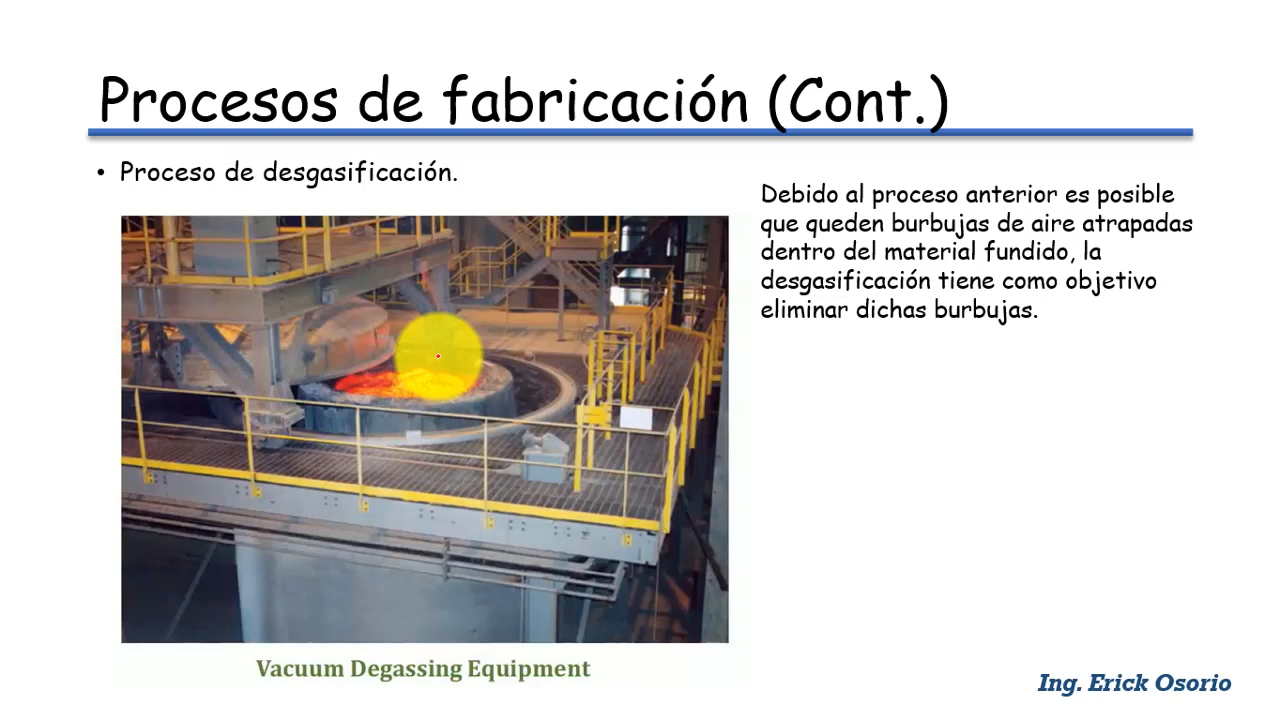 Procesos de fabricación (Cont.)
• Proceso de desgasificación.
Debido al proceso anterior es posible
que queden burbujas de aire atrapadas
dentro del material fundido, la
desgasificación tiene como objetivo
eliminar dichas burbujas.
Vacuum Degassing Equipment
Ing. Erick Osorio